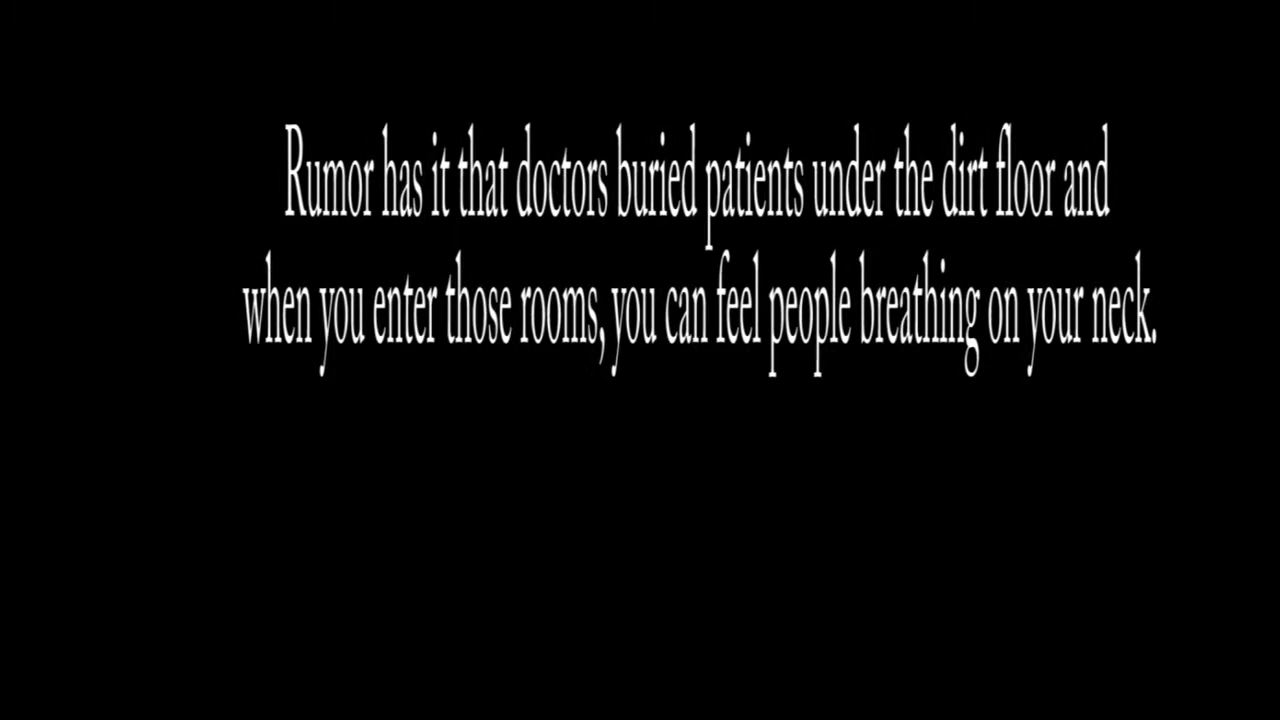 Rumor has it that doctors buried patients under the dirt floor and
when you enter those rooms, you can feel people breathing on your neck.